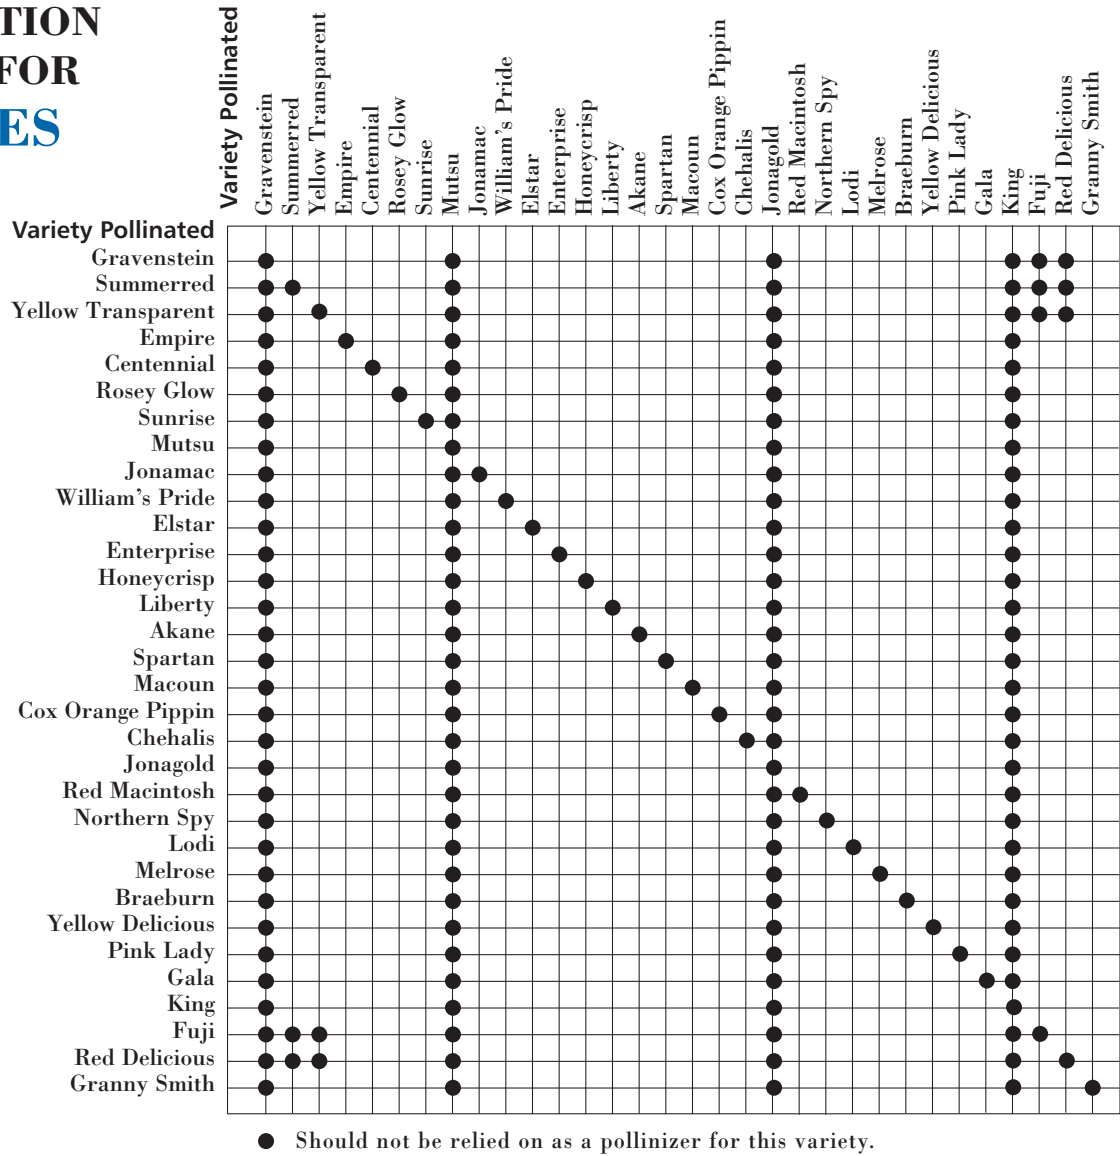 TION
FOR
ES
Variety Pollinated
Gravenstein
Summerred
Yellow Transparent
Empire
Centennial
Rosey Glow
Sunrise
Mutsu
Jonamac
William's Pride
Elstar
Enterprise
Honeycrisp
Liberty
Akane
Spartan
Macoun
Cox Orange Pippin
Chehalis
Jonagold
Red Macintosh
Northern Spy
Lodi
Melrose
Braeburn
Yellow Delicious
Pink Lady
Gala
King
Fuji
Red Delicious
Granny Smith
Variety Pollinated
Gravenstein
Summerred
Yellow Transparent
Empire
Centennial
Rosey Glow
Sunrise
Mutsu
Jonamac
William's Pride
Elstar
Enterprise
Honeycrisp
Liberty
Akane
Spartan
Macoun
Cox Orange Pippin
Chehalis
Jonagold
Red Macintosh
Northern Spy
Lodi
Melrose
Braeburn
Yellow Delicious
Pink Lady
Gala
King
Fuji
Red Delicious
Granny Smith
Should not be relied on as a pollinizer for this variety.